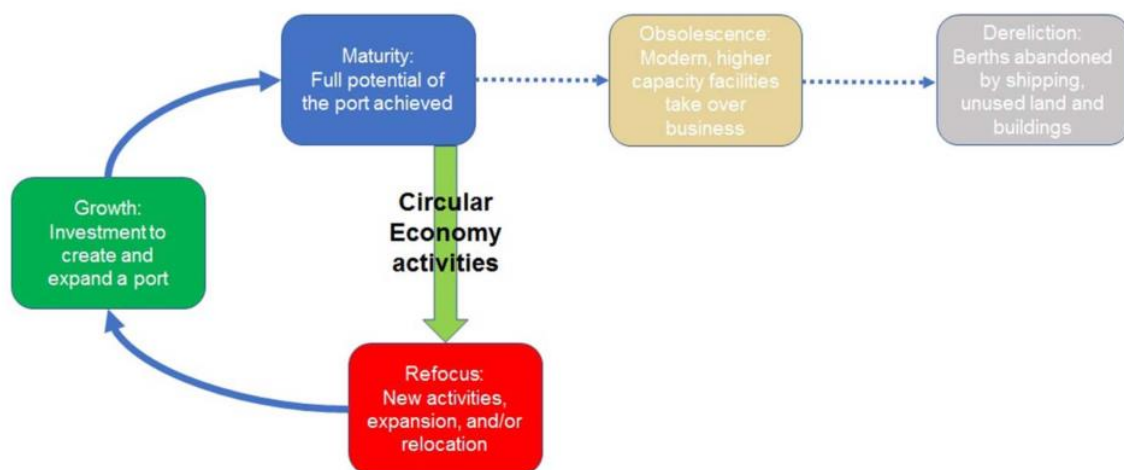 Maturity:
Full potential of
the port achieved
Obsolescence:
Modern, higher
capacity facilities
take over
business
Dereliction:
Berths abandoned
by shipping,
unused land and
buildings
Growth:
Investment to
create and
expand a port
Circular
Economy
activities
Refocus:
New activities,
expansion, and/or
relocation